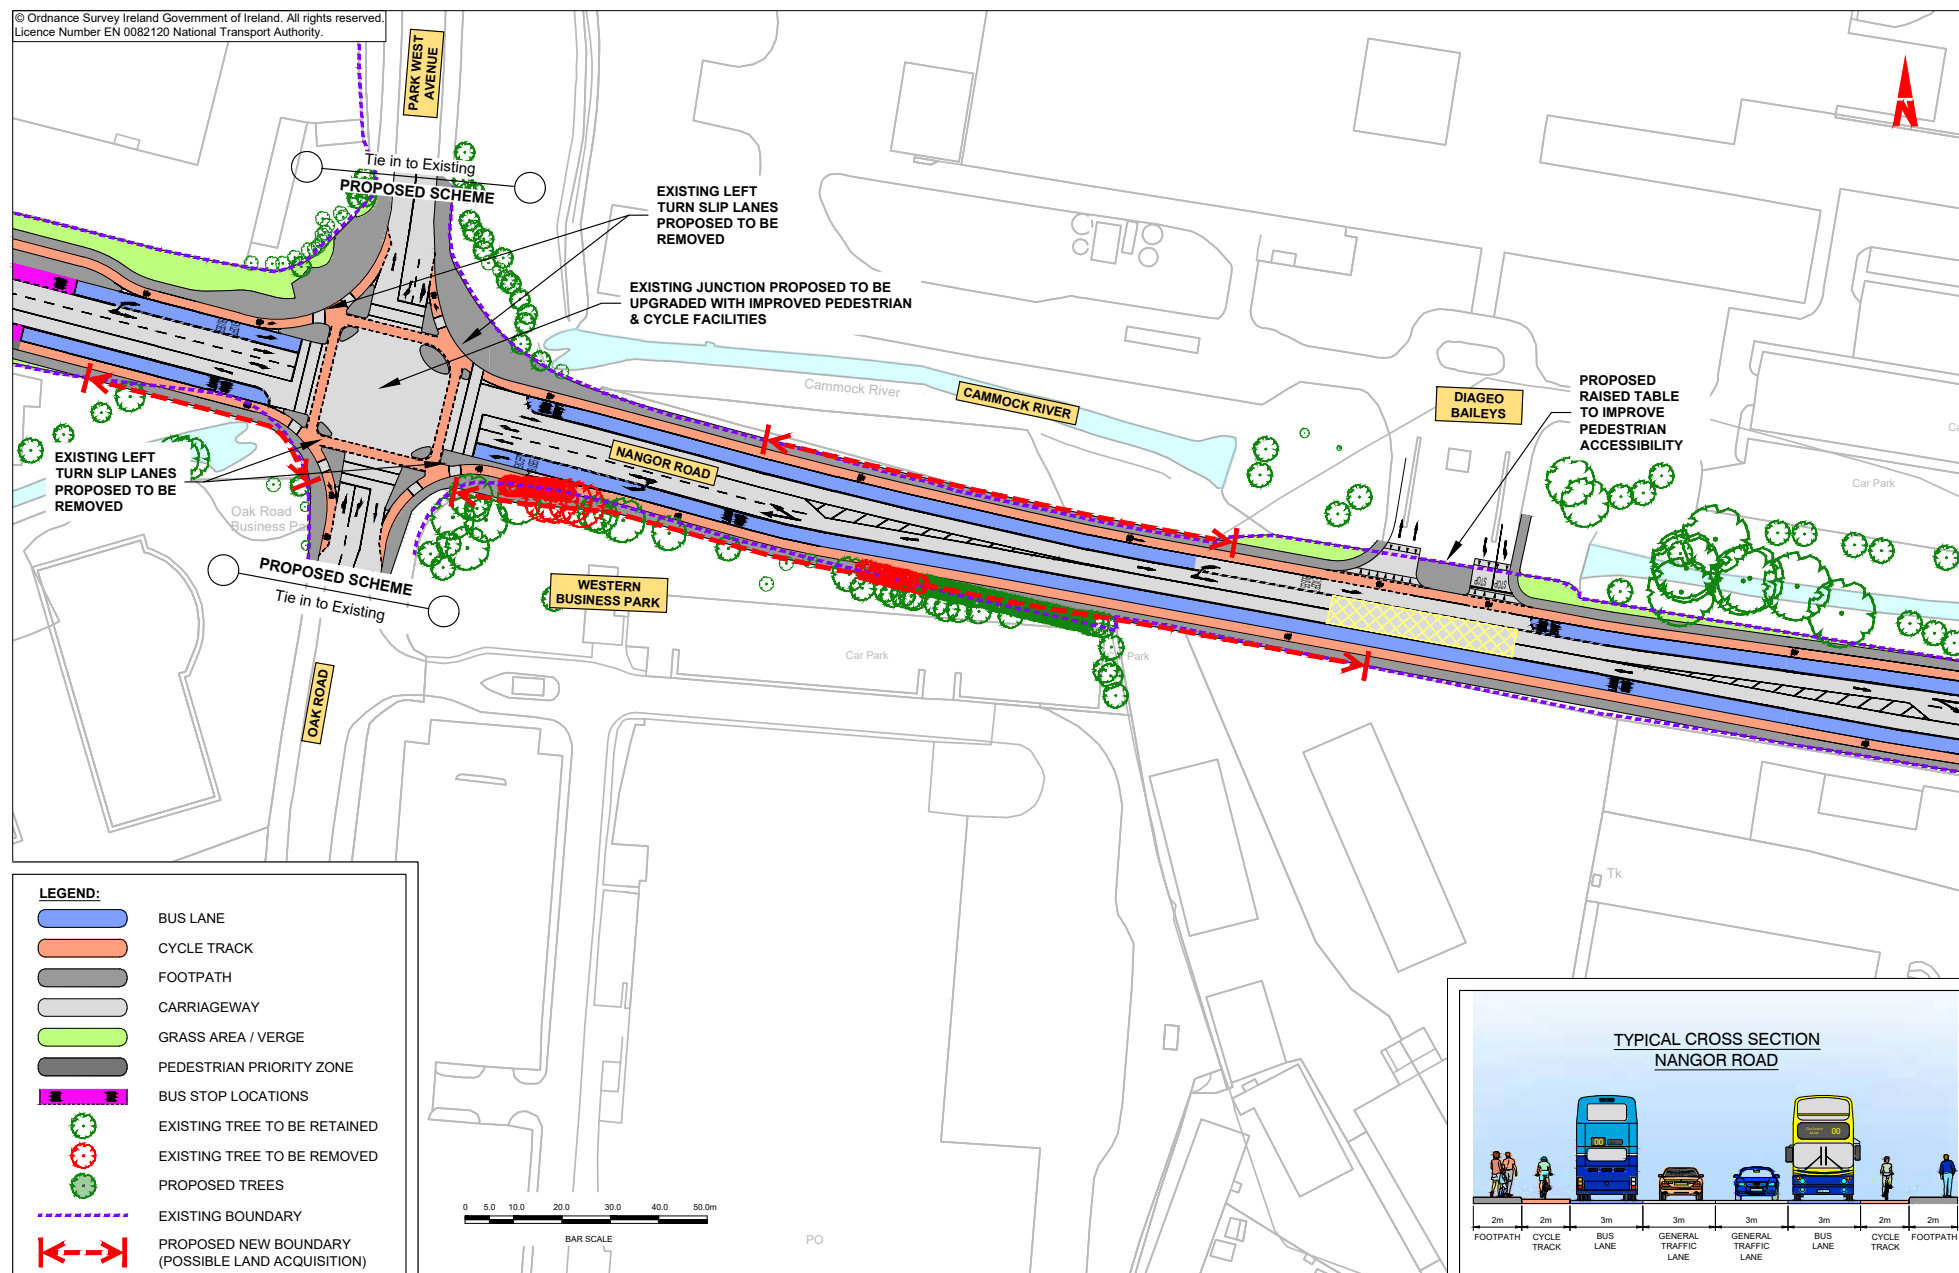 © Ordnance Survey Ireland Government of Ireland. All rights reserved.
Licence Number EN 0082120 National Transport Authority.
PARK WEST
AVENUE
Tie in to Existing
PROPOSED SCHEME
EXISTING LEFT
TURN SLIP LANES
PROPOSED TO BE
REMOVED
EXISTING JUNCTION PROPOSED TO BE
UPGRADED WITH IMPROVED PEDESTRIAN
& CYCLE FACILITIES
Cammock River
CAMMOCK RIVER
DIAGEO
BAILEYS
PROPOSED
RAISED TABLE
TO IMPROVE
PEDESTRIAN
ACCESSIBILITY
Car Park
EXISTING LEFT
TURN SLIP LANES
PROPOSED TO BE
REMOVED
NANGOR ROAD
Oak Road
Business Pa
PROPOSED SCHEME
Tie in to Existing
WESTERN
BUSINESS PARK
STOP
STOP
Car Park
Park
OAK ROAD
Tk
PO
LEGEND:
BUS LANE
CYCLE TRACK
FOOTPATH
CARRIAGEWAY
GRASS AREA / VERGE
PEDESTRIAN PRIORITY ZONE
BUS STOP LOCATIONS
EXISTING TREE TO BE RETAINED
EXISTING TREE TO BE REMOVED
PROPOSED TREES
EXISTING BOUNDARY
PROPOSED NEW BOUNDARY
(POSSIBLE LAND ACQUISITION)
0 5.0 10.0 20.0 30.0 40.0 50.0m
BAR SCALE
TYPICAL CROSS SECTION
NANGOR ROAD
00
00
2m 2m 3m 3m 3m 3m 2m 2m
FOOTPATH CYCLE BUS GENERAL GENERAL BUS CYCLE FOOTPATH
TRACK LANE TRAFFIC TRAFFIC LANE TRACK
LANE LANE